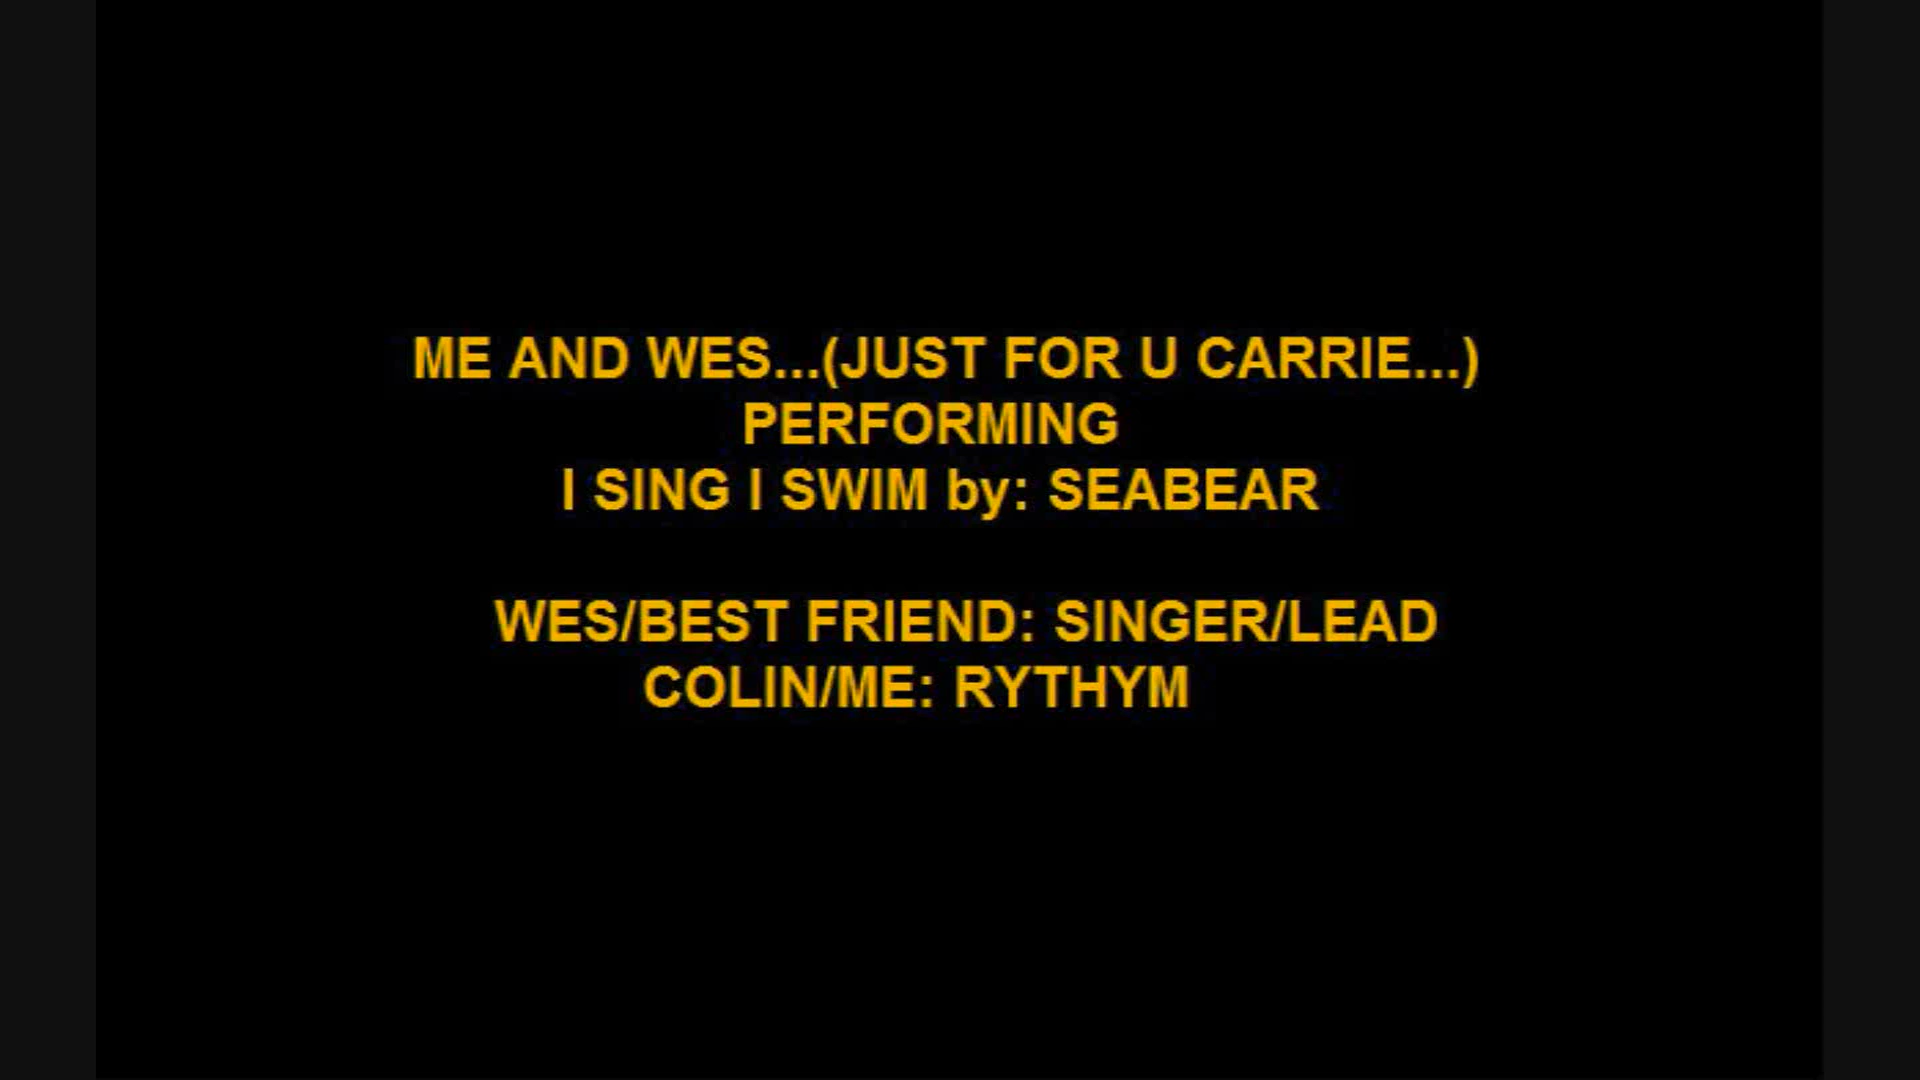 ME AND WES...(JUST FOR U CARRIE...)
PERFORMING
I SING I SWIM by: SEABEAR
WES/BEST FRIEND: SINGER/LEAD
COLIN/ME: RYTHYM